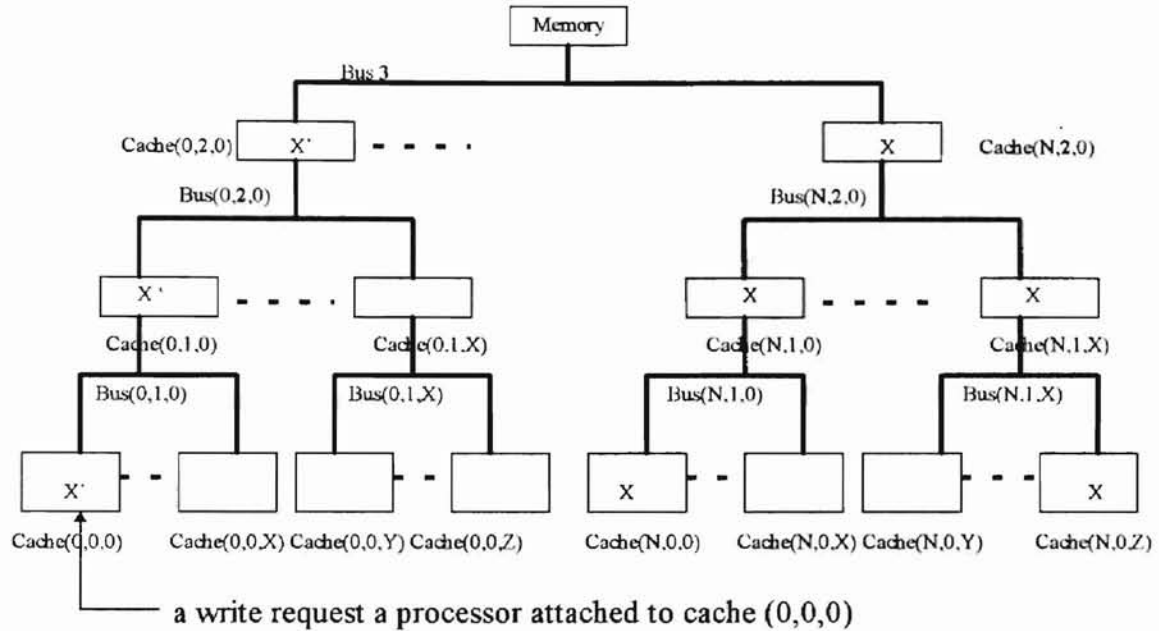 Memory
Bus 3
Cache(0,2,0) X' X Cache(N,2,0)
Bus(0,2,0) Bus(N,2,0)
X' X X
Cache(0,1,0) Cache(0,1,X) Cache(N,1,0) Cache(N,1,X)
Bus(0,1,0) Bus(0,1,X) Bus(N,1,0) Bus(N,1,X)
X' X X
Cache(0,0,0) Cache(0,0,X) Cache(0,0,Y) Cache(0,0,Z) Cache(N,0,0) Cache(N,0,X) Cache(N,0,Y) Cache(N,0,Z)
a write request a processor attached to cache (0,0,0)